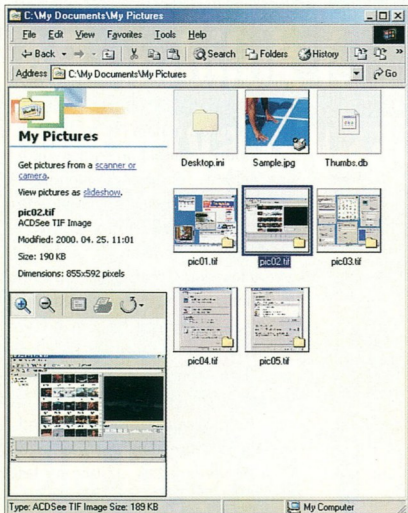 C:\My Documents\My Pictures
File Edit View Favorites Tools Help
Back Search Folders History
Address C:\My Documents\My Pictures Go
My Pictures
Get pictures from a scanner or
camera.
View pictures as slideshow.
pic02.tif
ACDSee TIF Image
Modified: 2000. 04. 25. 11:01
Size: 190 KB
Dimensions: 855x592 pixels
Desktop.ini Sample.jpg Thumbs.db
pic01.tif pic02.tif pic03.tif
pic04.tif pic05.tif
Type: ACDSee TIF Image Size: 189 KB My Computer